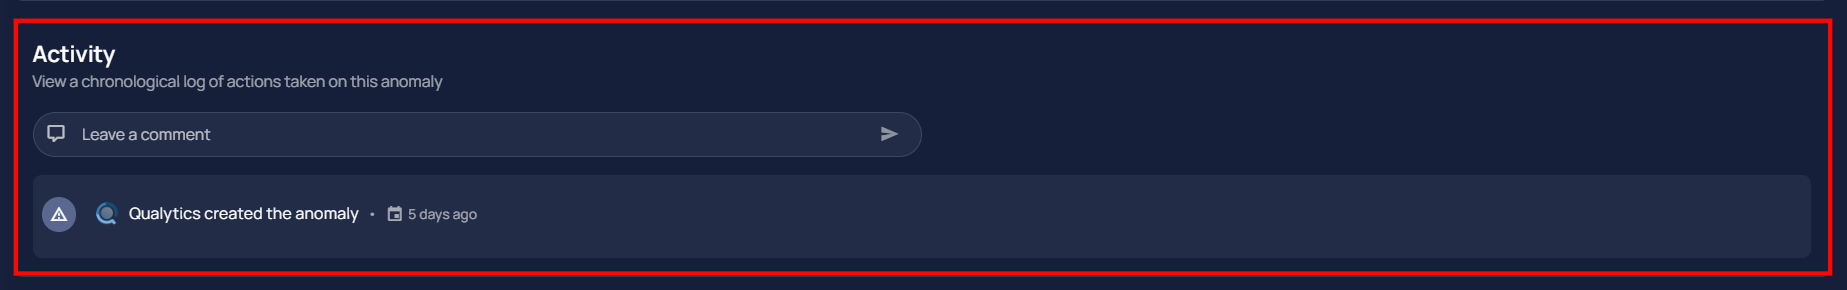 Activity
View a chronological log of actions taken on this anomaly
Leave a comment
Qualytics created the anomaly • 5 days ago